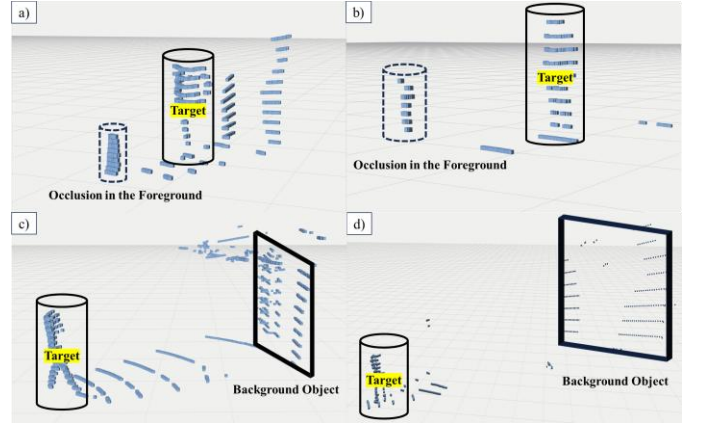 a)
Target
Occlusion in the Foreground
b)
Target
Occlusion in the Foreground
c)
Target
Background Object
d)
Target
Background Object